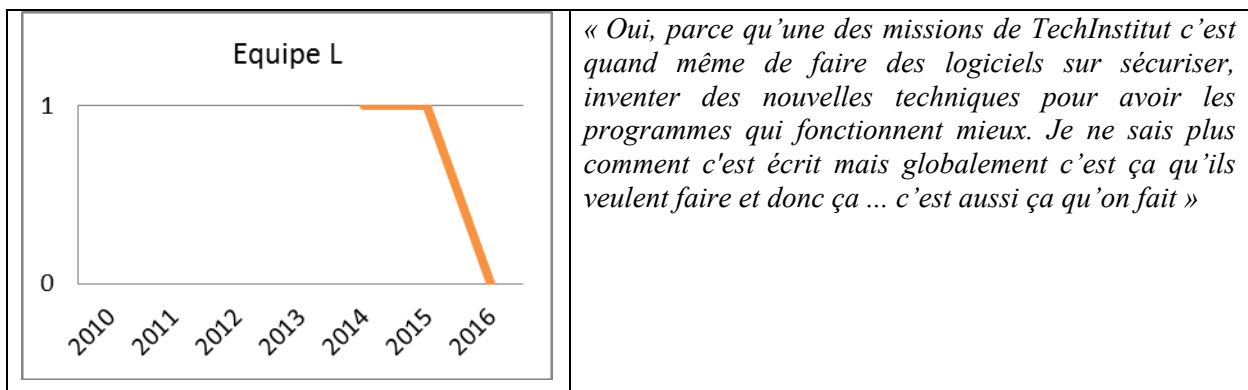 Equipe L
1
0
2010
2011
2012
2013
2014
2015
2016
« Oui, parce qu’une des missions de TechInstitut c’est
quand même de faire des logiciels sur sécuriser,
inventer des nouvelles techniques pour avoir les
programmes qui fonctionnent mieux. Je ne sais plus
comment c'est écrit mais globalement c’est ça qu’ils
veulent faire et donc ça ... c’est aussi ça qu’on fait »